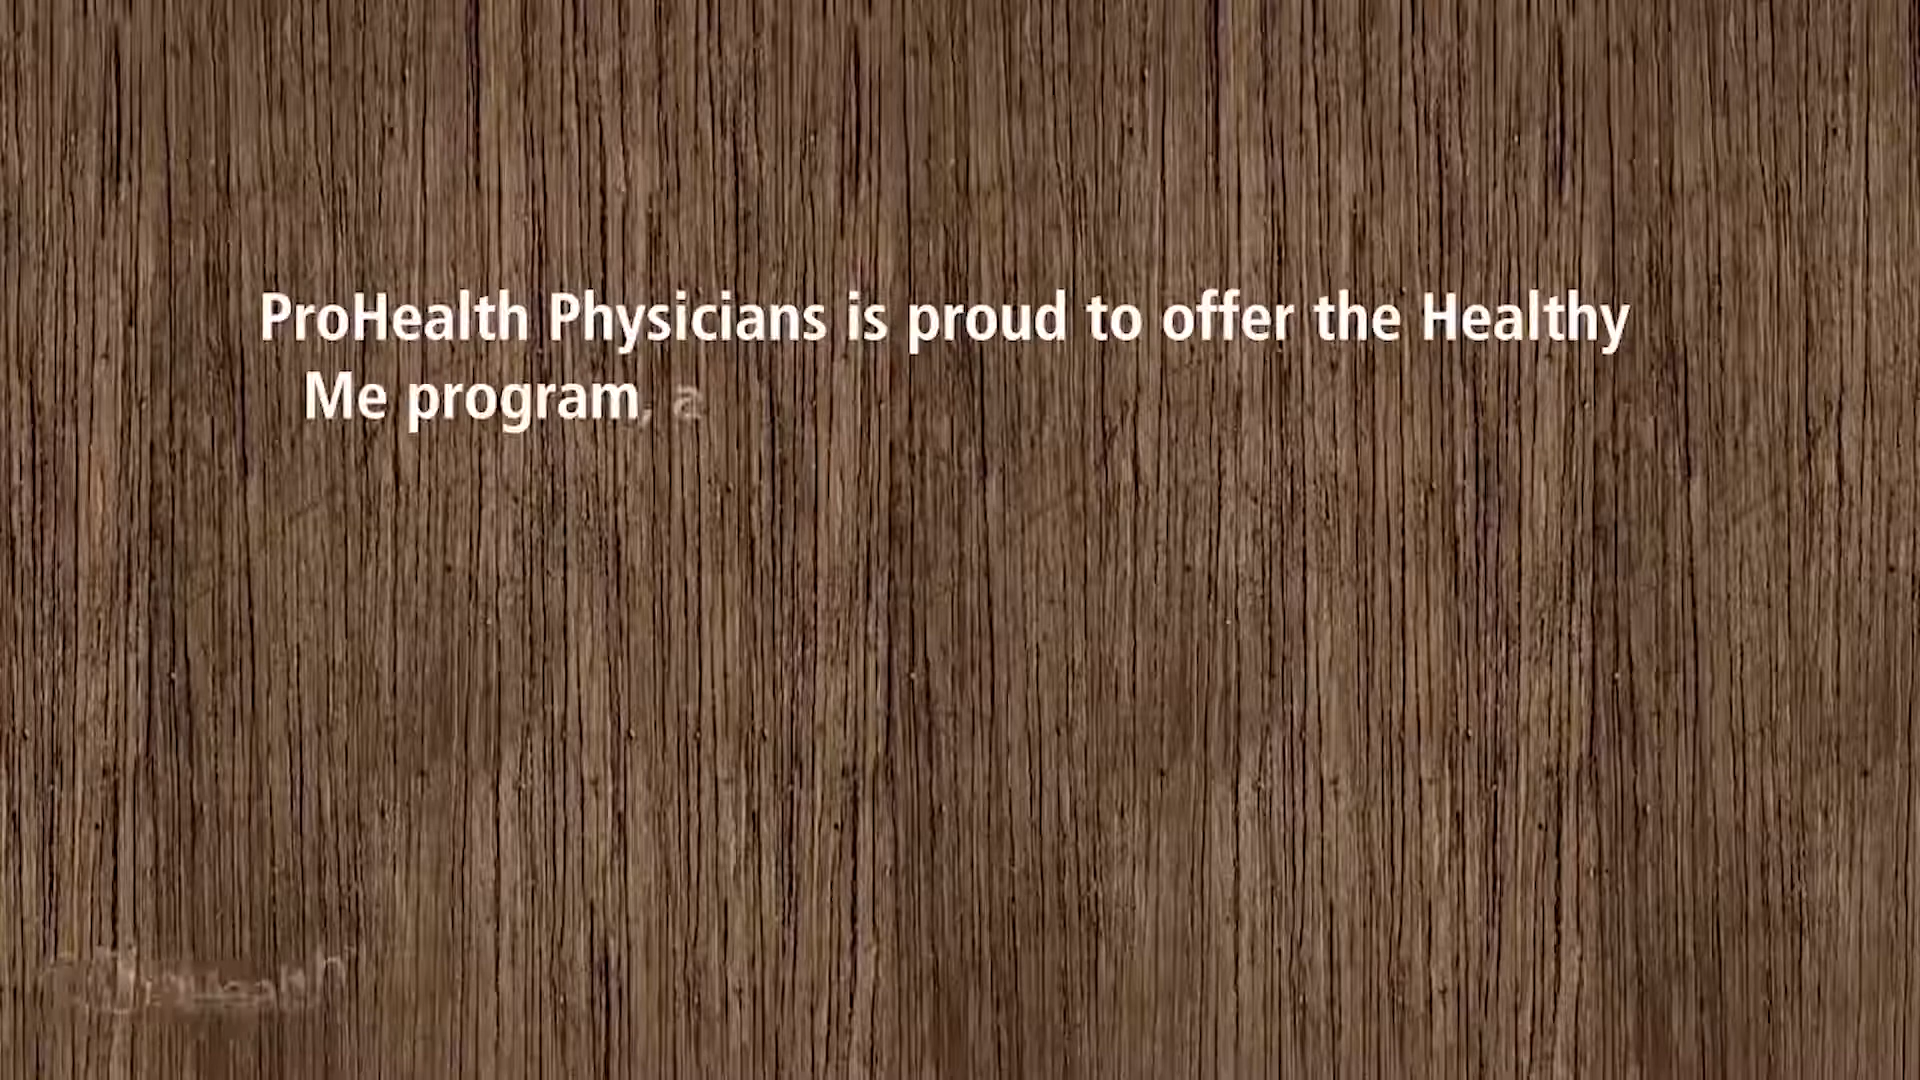 ProHealth Physicians is proud to offer the Healthy
Me program, a